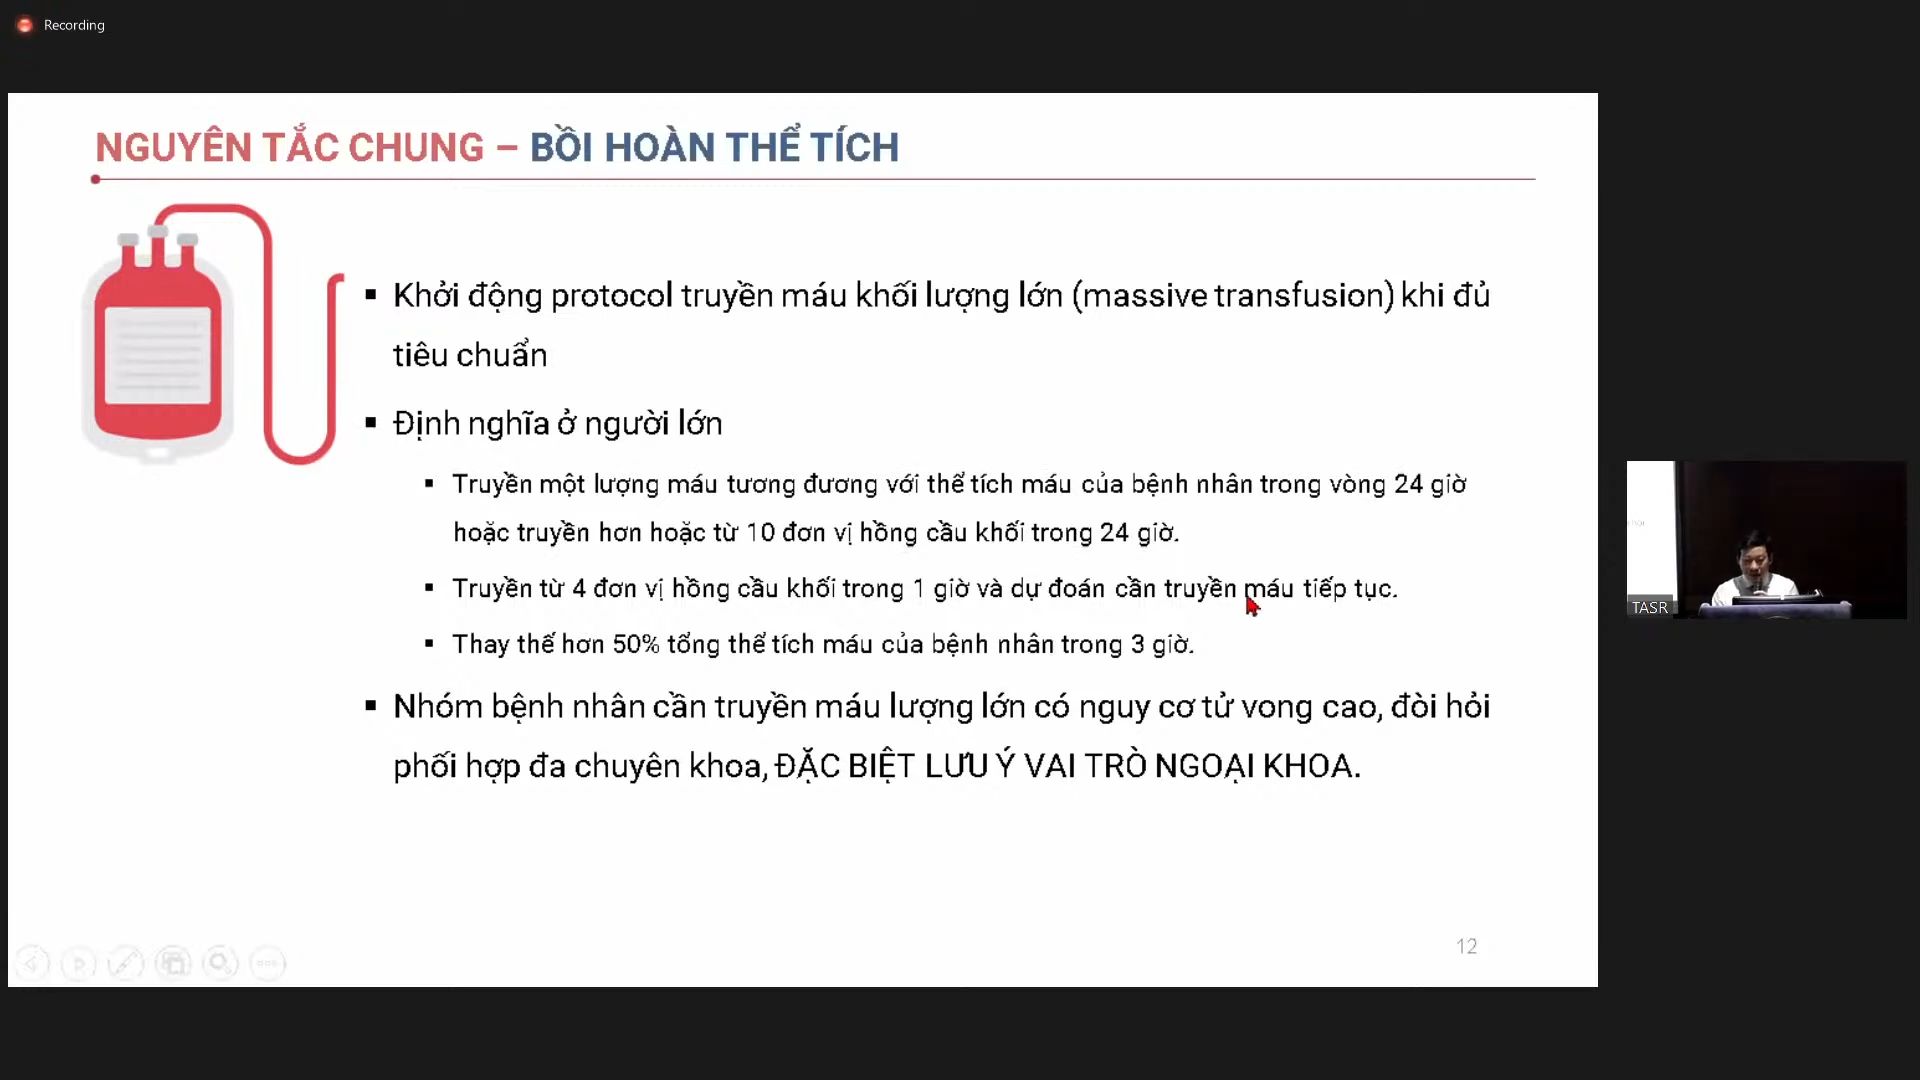 Recording
NGUYÊN TẮC CHUNG – BỒI HOÀN THỂ TÍCH
▪ Khởi động protocol truyền máu khối lượng lớn (massive transfusion) khi đủ
tiêu chuẩn
▪ Định nghĩa ở người lớn
▪ Truyền một lượng máu tương đương với thể tích máu của bệnh nhân trong vòng 24 giờ
hoặc truyền hơn hoặc từ 10 đơn vị hồng cầu khối trong 24 giờ.
▪ Truyền từ 4 đơn vị hồng cầu khối trong 1 giờ và dự đoán cần truyền máu tiếp tục.
▪ Thay thế hơn 50% tổng thể tích máu của bệnh nhân trong 3 giờ.
▪ Nhóm bệnh nhân cần truyền máu lượng lớn có nguy cơ tử vong cao, đòi hỏi
phối hợp đa chuyên khoa, ĐẶC BIỆT LƯU Ý VAI TRÒ NGOẠI KHOA.
12
TASR